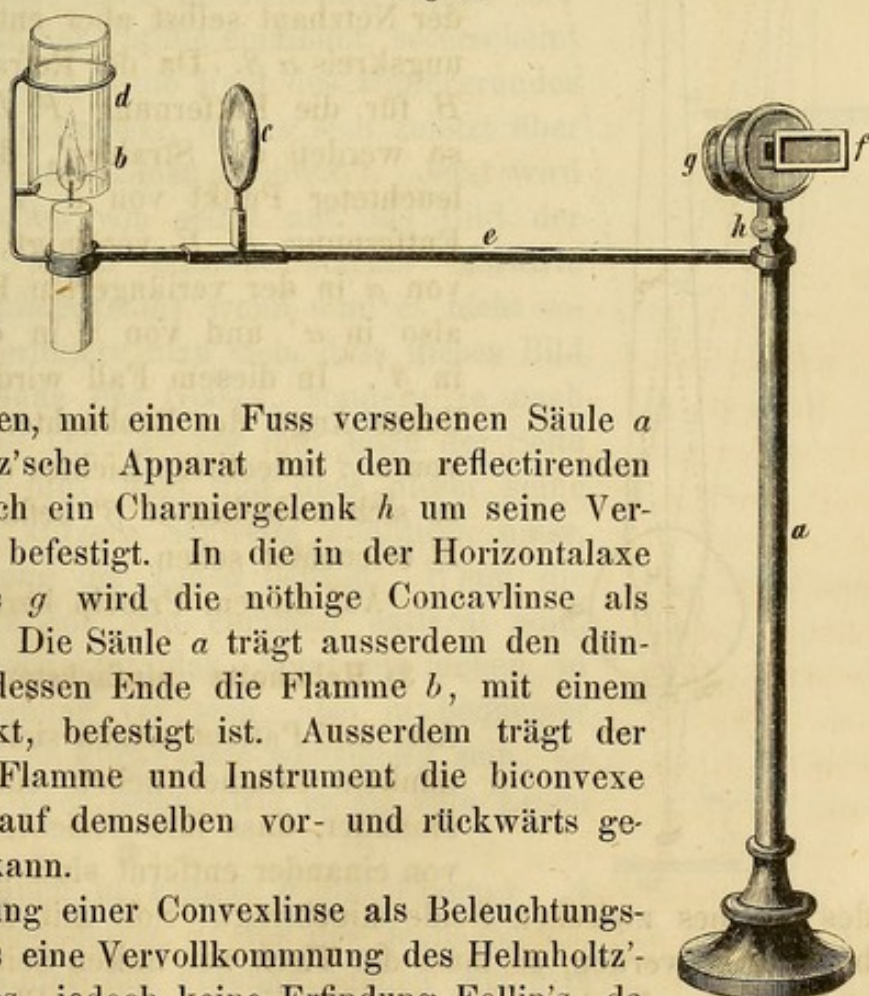 d
b
c
g
f
h
e
a
en, mit einem Fuss versehenen Säule a
z'sche Apparat mit den reflectirenden
ch ein Charniergelenk h um seine Ver-
befestigt. In die in der Horizontalaxe
g wird die nöthige Concavlinse als
Die Säule a trägt ausserdem den dün-
dessen Ende die Flamme b, mit einem
kt, befestigt ist. Ausserdem trägt der
Flamme und Instrument die biconvexe
auf demselben vor- und rückwärts ge-
kann.
ng einer Convexlinse als Beleuchtungs-
s eine Vervollkommnung des Helmholtz'-
jedoch keine Erfindung Follin's, da-